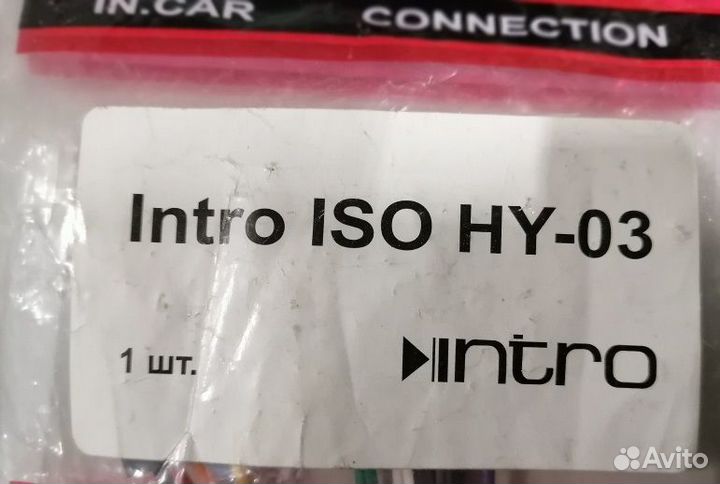 IN.CAR CONNECTION
Intro ISO HY-03
1 шт. intro
Avito